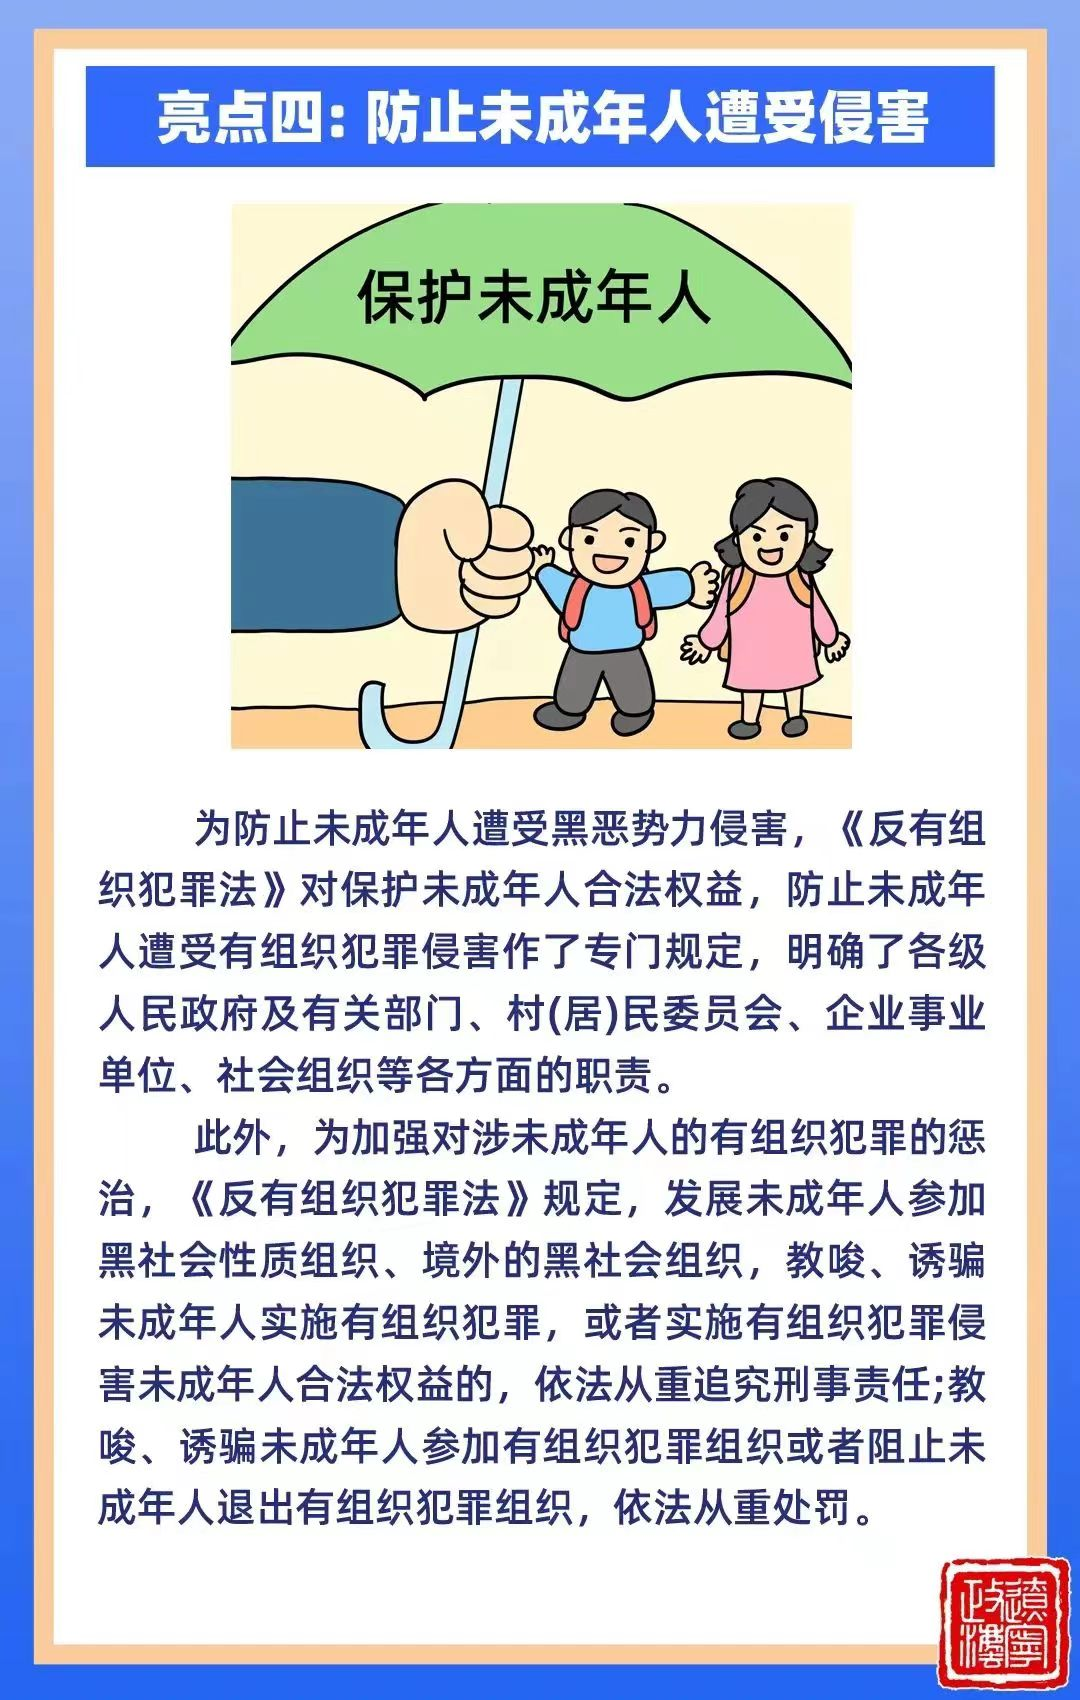 亮点四:防止未成年人遭受侵害
保护未成年人
为防止未成年人遭受黑恶势力侵害，《反有组
织犯罪法》对保护未成年人合法权益，防止未成年
人遭受有组织犯罪侵害作了专门规定，明确了各级
人民政府及有关部门、村(居)民委员会、企业事业
单位、社会组织等各方面的职责。
此外，为加强对涉未成年人的有组织犯罪的惩
治，《反有组织犯罪法》规定，发展未成年人参加
黑社会性质组织、境外的黑社会组织，教唆、诱骗
未成年人实施有组织犯罪，或者实施有组织犯罪侵
害未成年人合法权益的，依法从重追究刑事责任;教
唆、诱骗未成年人参加有组织犯罪组织或者阻止未
成年人退出有组织犯罪组织，依法从重处罚。